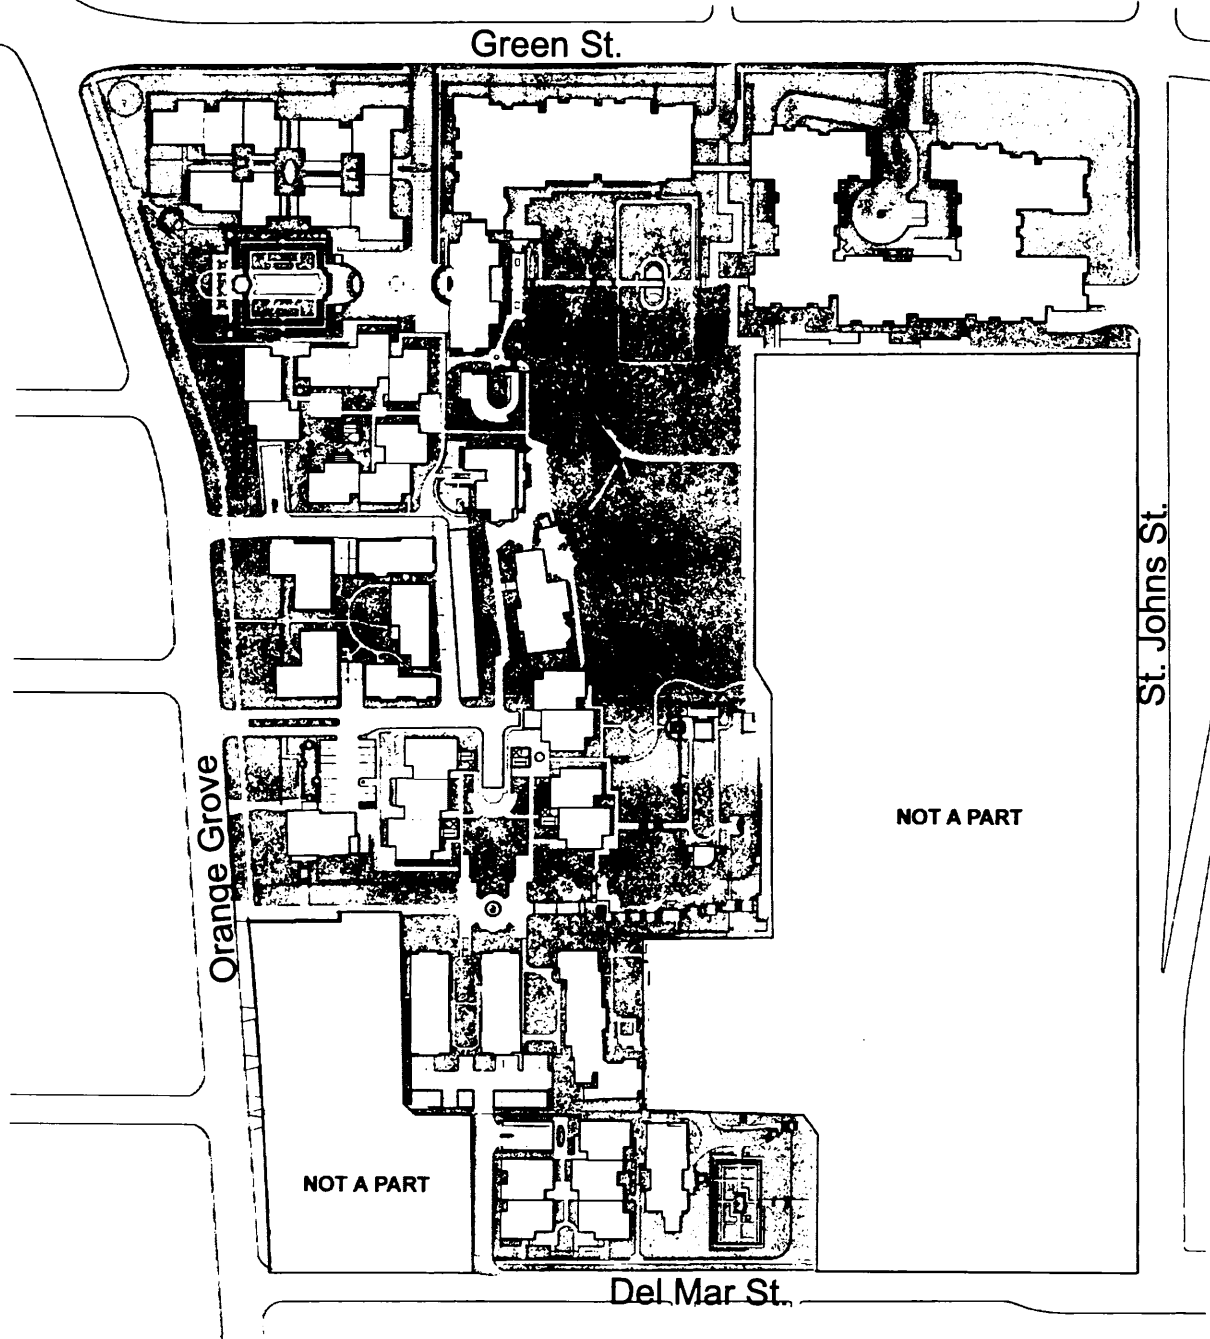 Green St.
St. Johns St.
NOT A PART
Orange Grove
NOT A PART
Del Mar St.